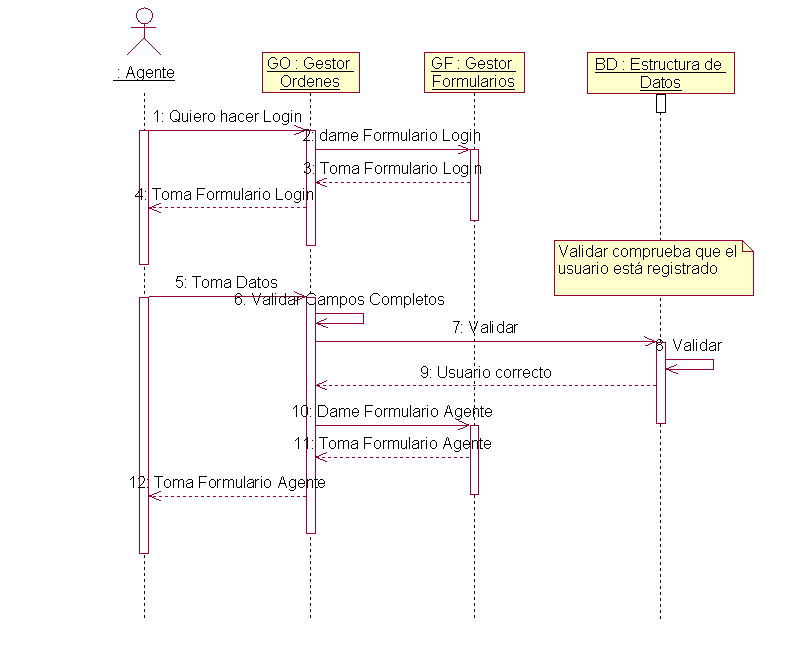 : Agente
GO : Gestor
Ordenes
GF : Gestor
Formularios
BD : Estructura de
Datos
1: Quiero hacer Login
2: dame Formulario Login
3: Toma Formulario Login
4: Toma Formulario Login
Validar comprueba que el
usuario está registrado
5: Toma Datos
6: Validar Campos Completos
7: Validar
8: Validar
9: Usuario correcto
10: Dame Formulario Agente
11: Toma Formulario Agente
12: Toma Formulario Agente